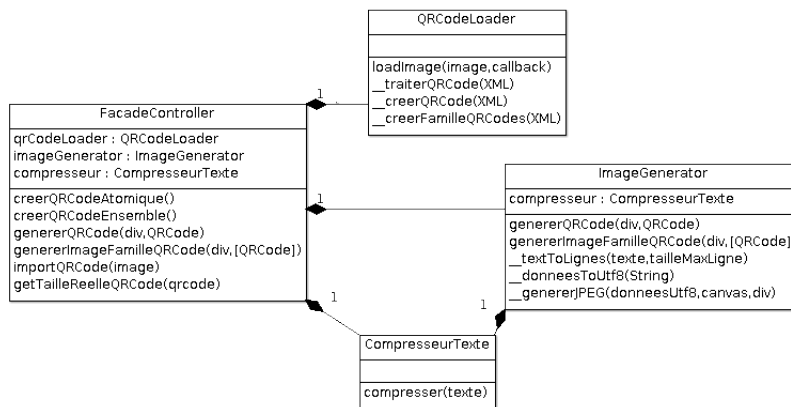 QRCodeLoader
loadImage(image,callback)
__traiterQRCode(XML)
__creerQRCode(XML)
__creerFamilleQRCodes(XML)
1
FacadeController
qrCodeLoader : QRCodeLoader
imageGenerator : ImageGenerator
compresseur : CompresseurTexte
creerQRCodeAtomique()
creerQRCodeEnsemble()
genererQRCode(div,QRCode)
genererImageFamilleQRCode(div,[QRCode])
importQRCode(image)
getTailleReelleQRCode(qrcode)
1
1
ImageGenerator
compresseur : CompresseurTexte
genererQRCode(div,QRCode)
genererImageFamilleQRCode(div,[QRCode]
__textToLignes(texte,tailleMaxLigne)
__donneesToUtf8(String)
__genererJPEG(donneesUtf8,canvas,div)
1
CompresseurTexte
compresser(texte)